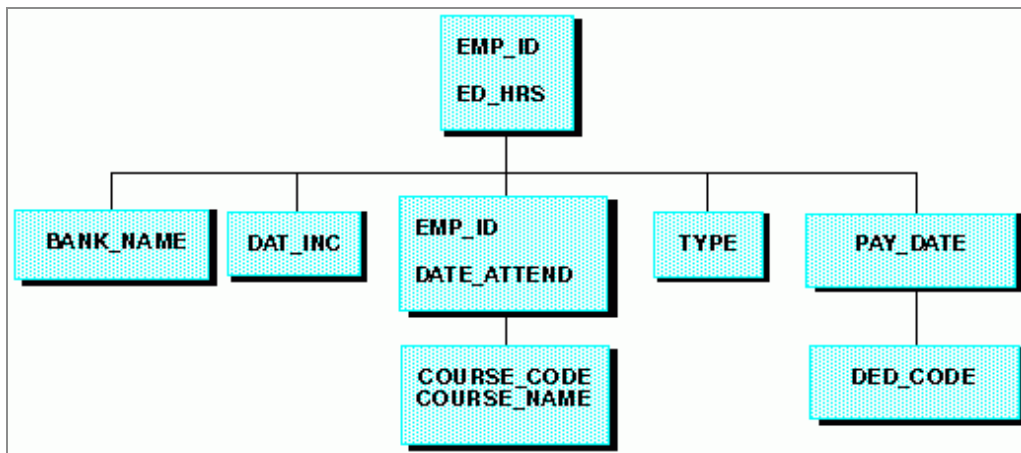 EMP_ID
ED_HRS
BANK_NAME
DAT_INC
EMP_ID
DATE_ATTEND
TYPE
PAY_DATE
COURSE_CODE
COURSE_NAME
DED_CODE